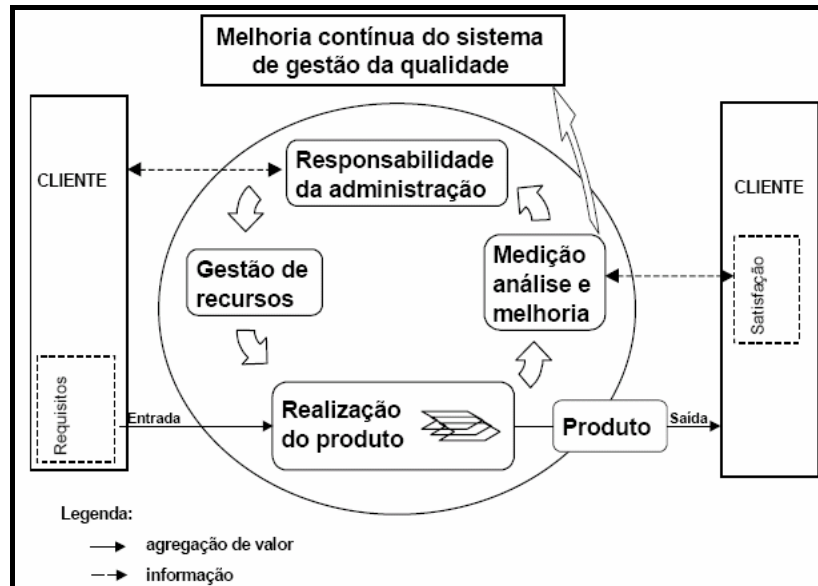 Melhoria contínua do sistema
de gestão da qualidade
CLIENTE
Requisitos
Responsabilidade
da administração
Gestão de
recursos
Medição
análise e
melhoria
Entrada
Realização
do produto
Produto
Saída
CLIENTE
Satisfação
Legenda:
agregação de valor
informação